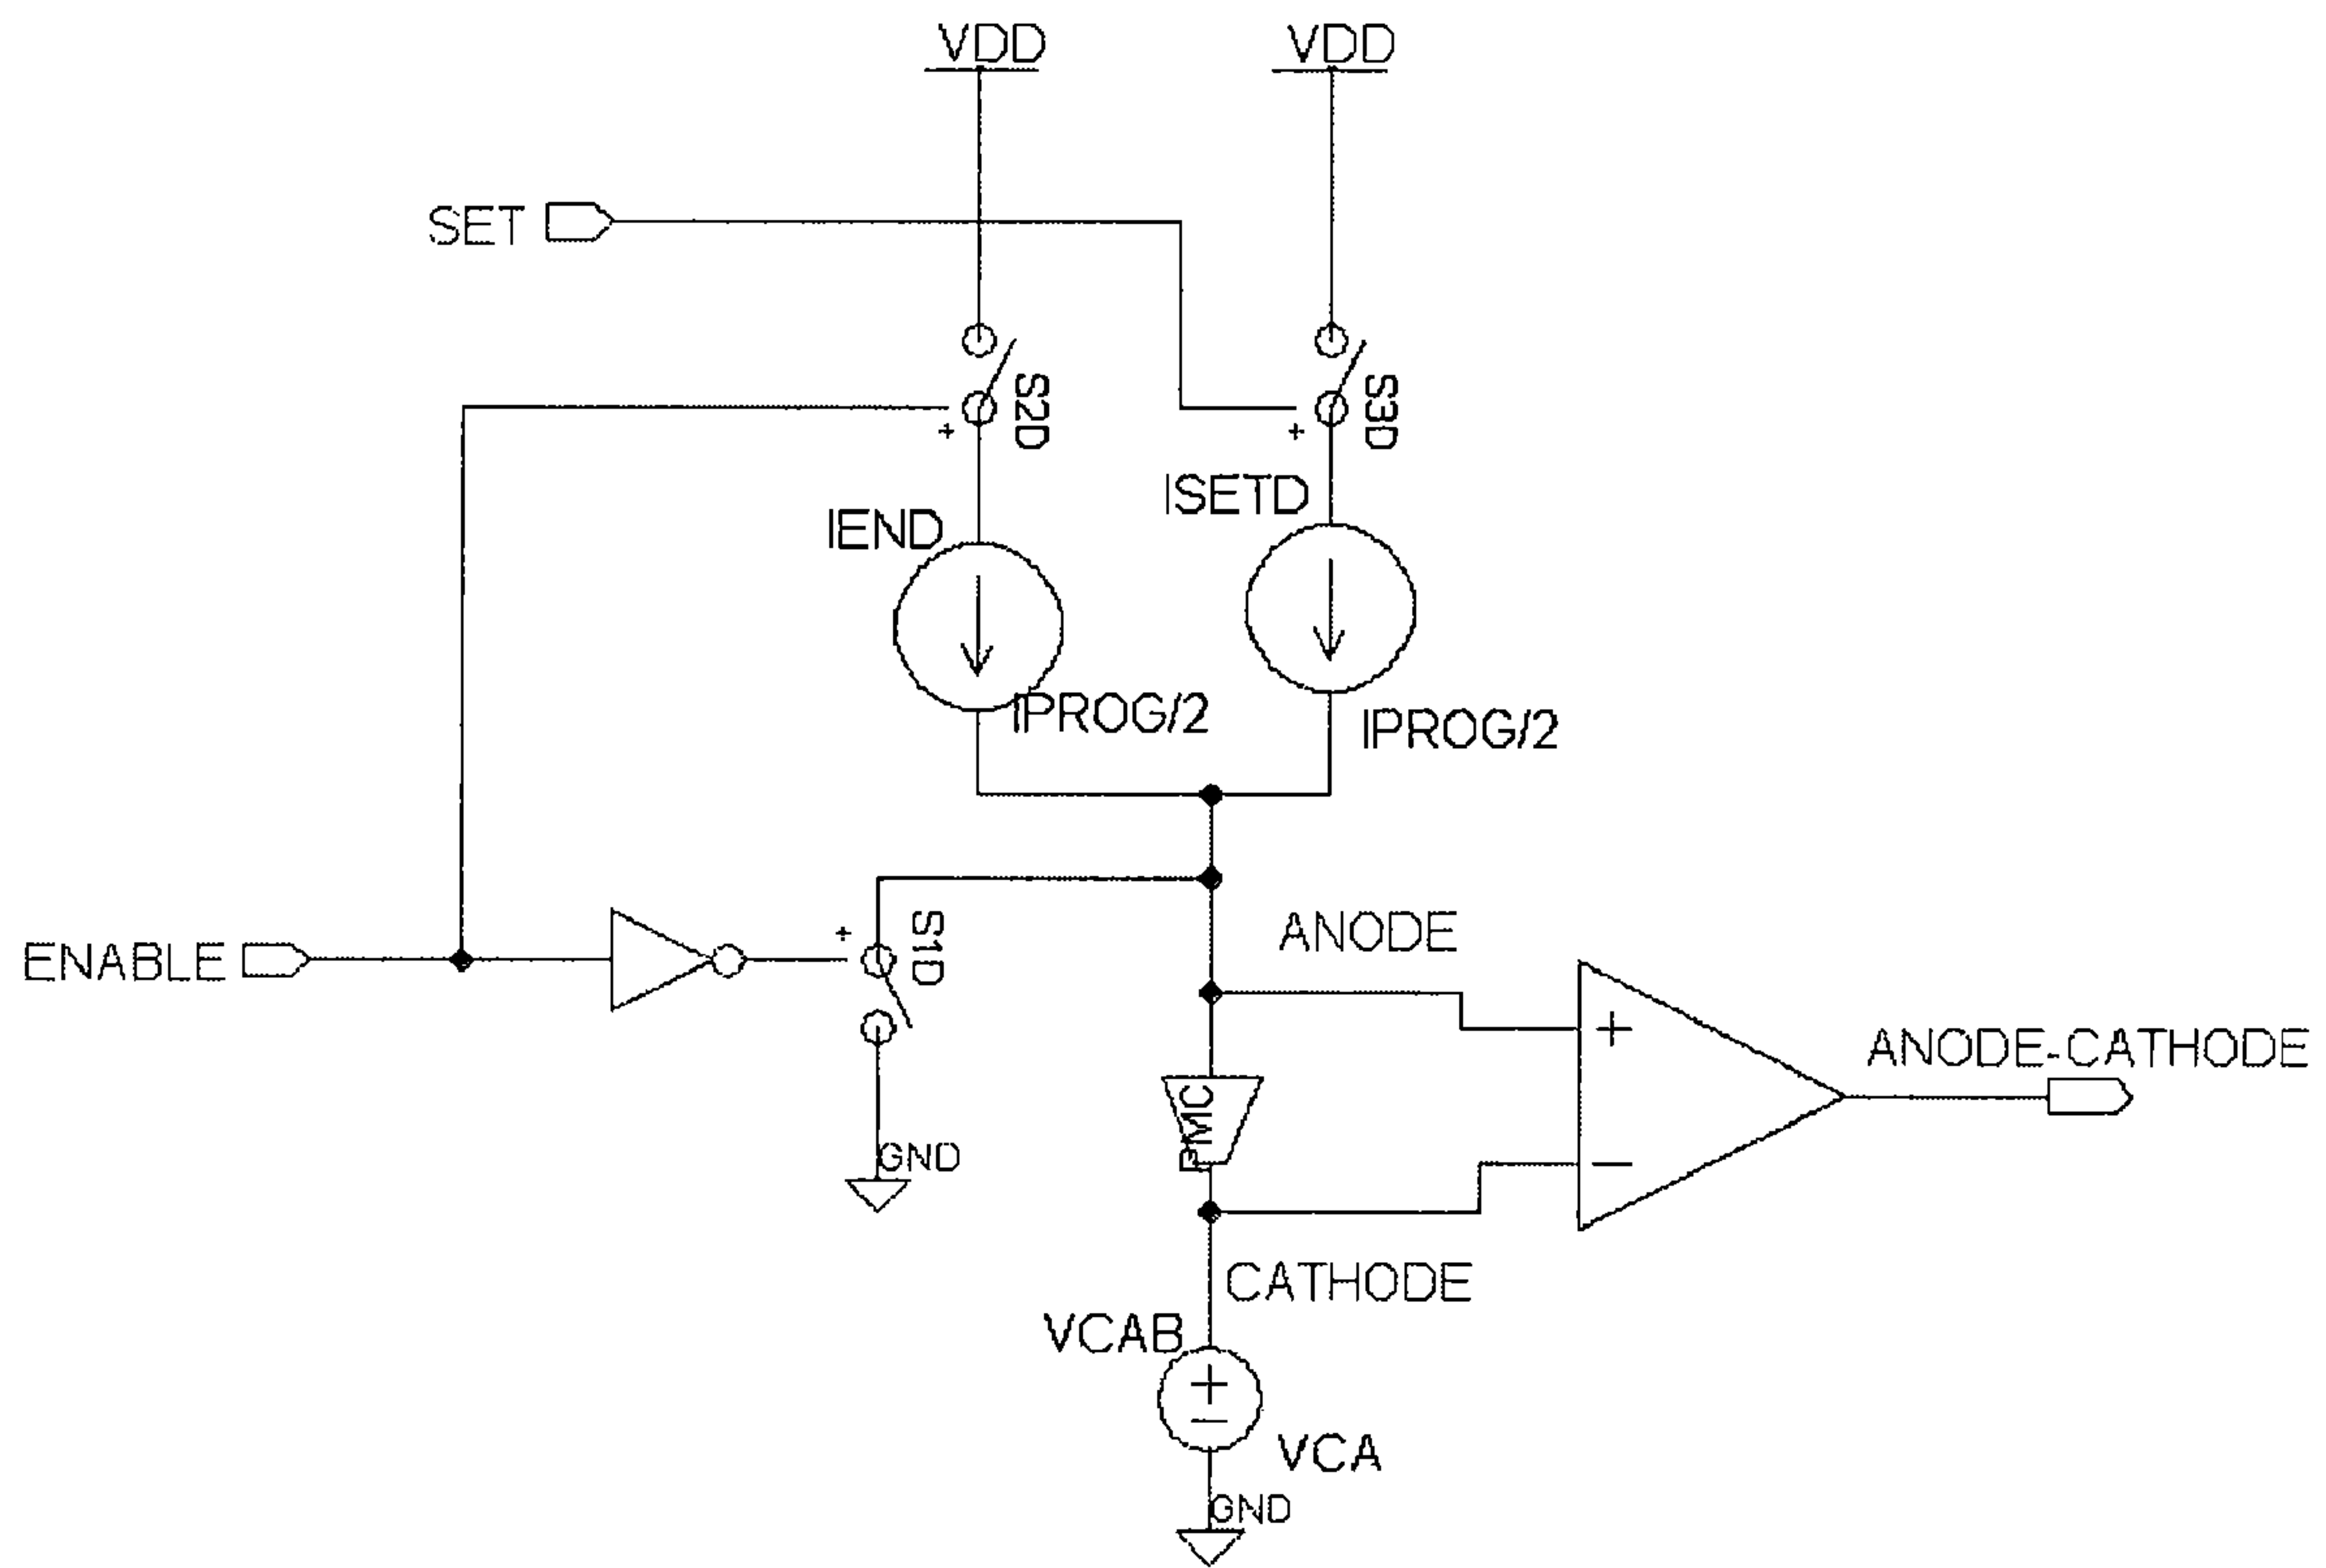 VDD
VDD
SET
S2D
S3D
+
+
ISETD
IEND
IPROG/2
IPROG/2
ENABLE
+
S1D
ANODE
+
ANODE-CATHODE
PMC
GND
−
CATHODE
VCAB
+
−
VCA
GND